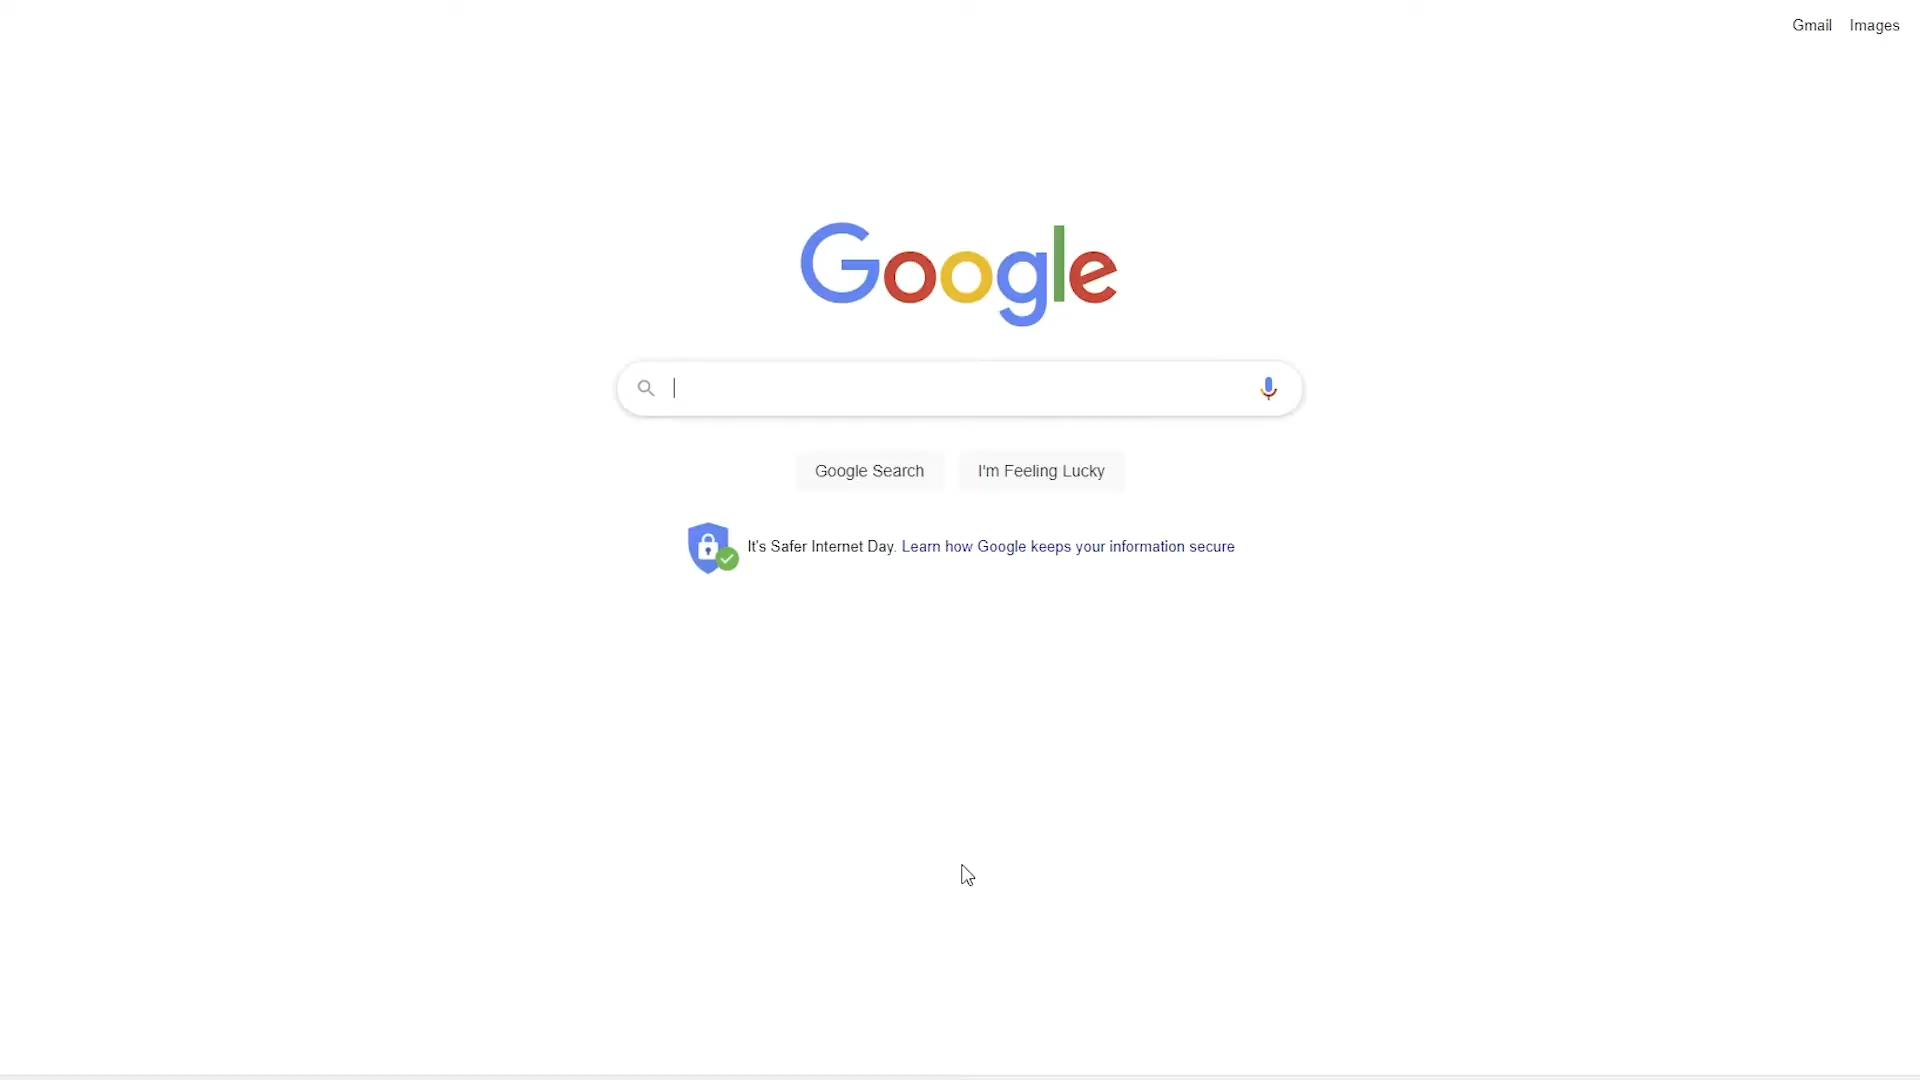 Gmail Images
Google
Google Search I'm Feeling Lucky
It's Safer Internet Day. Learn how Google keeps your information secure